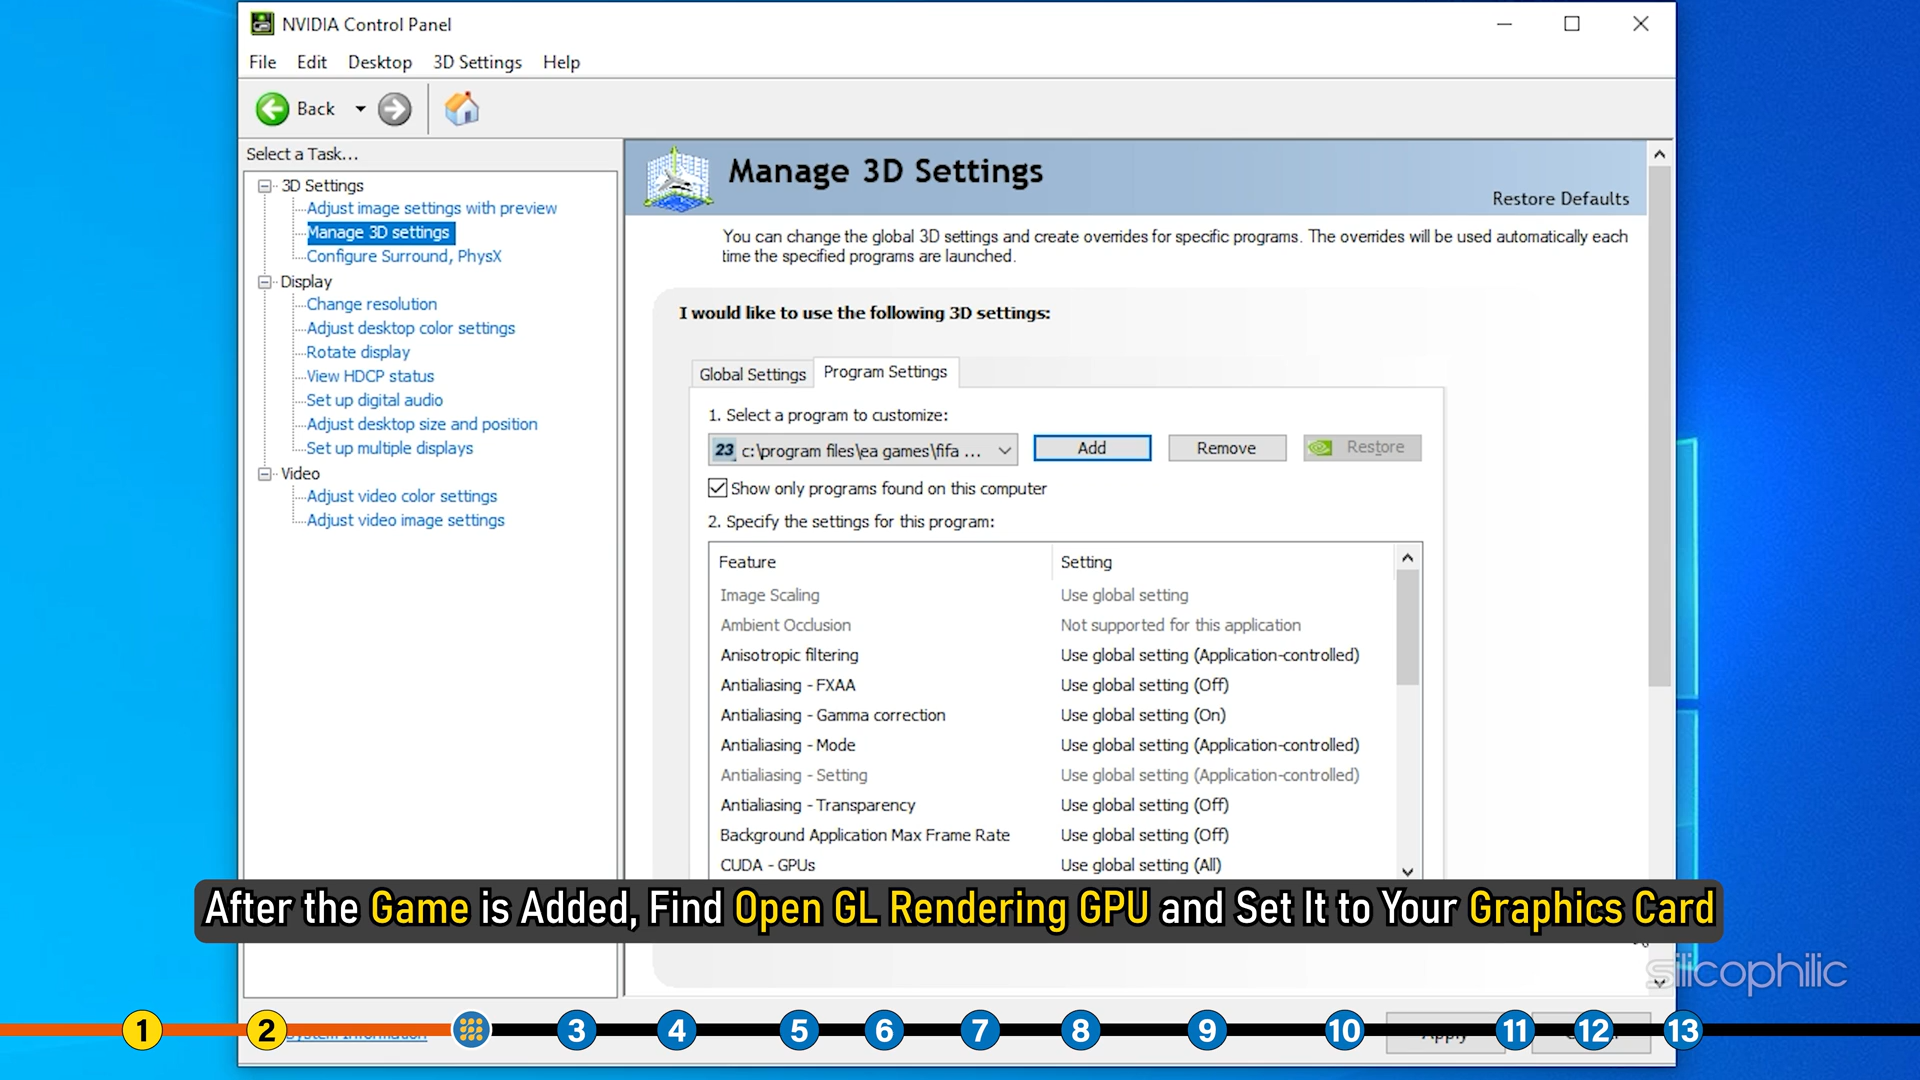 NVIDIA Control Panel
File Edit Desktop 3D Settings Help
Back
Select a Task...
3D Settings
Adjust image settings with preview
Manage 3D settings
Configure Surround, PhysX
Display
Change resolution
Adjust desktop color settings
Rotate display
View HDCP status
Set up digital audio
Adjust desktop size and position
Set up multiple displays
Video
Adjust video color settings
Adjust video image settings
System Information
Manage 3D Settings
Restore Defaults
You can change the global 3D settings and create overrides for specific programs. The overrides will be used automatically each
time the specified programs are launched.
I would like to use the following 3D settings:
Global Settings Program Settings
1. Select a program to customize:
23 c:\program files\ea games\fifa ... Add Remove Restore
Show only programs found on this computer
2. Specify the settings for this program:
Feature Setting
Image Scaling Use global setting
Ambient Occlusion Not supported for this application
Anisotropic filtering Use global setting (Application-controlled)
Antialiasing - FXAA Use global setting (Off)
Antialiasing - Gamma correction Use global setting (On)
Antialiasing - Mode Use global setting (Application-controlled)
Antialiasing - Setting Use global setting (Application-controlled)
Antialiasing - Transparency Use global setting (Off)
Background Application Max Frame Rate Use global setting (Off)
CUDA - GPUs Use global setting (All)
After the Game is Added, Find Open GL Rendering GPU and Set It to Your Graphics Card
silicophilic
1 2 3 4 5 6 7 8 9 10 11 12 13
Apply